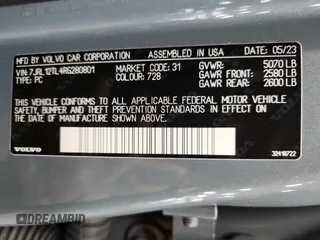 MFD. BY VOLVO CAR CORPORATION ASSEMBLED IN USA DATE 05/23
VIN: 7JRL12TL4RG280801 MARKET CODE: 31 GVWR: 5070 LB
TYPE: PC COLOUR: 728 FRONT GAWR: 2580 LB
REAR GAWR: 2600 LB
THIS VEHICLE CONFORMS TO ALL APPLICABLE FEDERAL MOTOR VEHICLE
SAFETY, BUMPER AND THEFT PREVENTION STANDARDS IN EFFECT ON THE
DATE OF MANUFACTURE SHOWN ABOVE.
VOLVO 32419722
DREAMBID